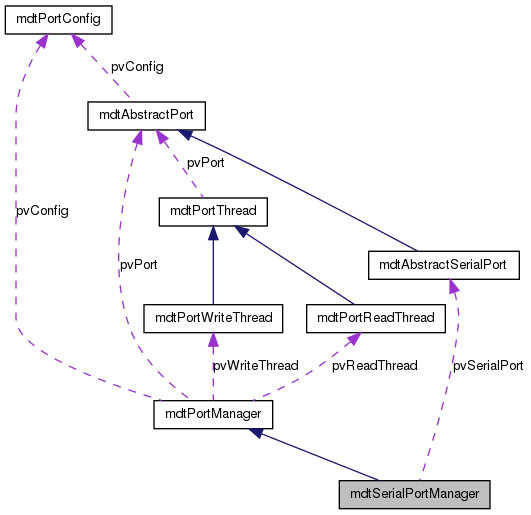 mdtPortConfig
pvConfig
mdtAbstractPort
pvPort
mdtPortThread
pvConfig
mdtAbstractSerialPort
pvPort
mdtPortWriteThread
mdtPortReadThread
pvWriteThread
pvReadThread
pvSerialPort
mdtPortManager
mdtSerialPortManager